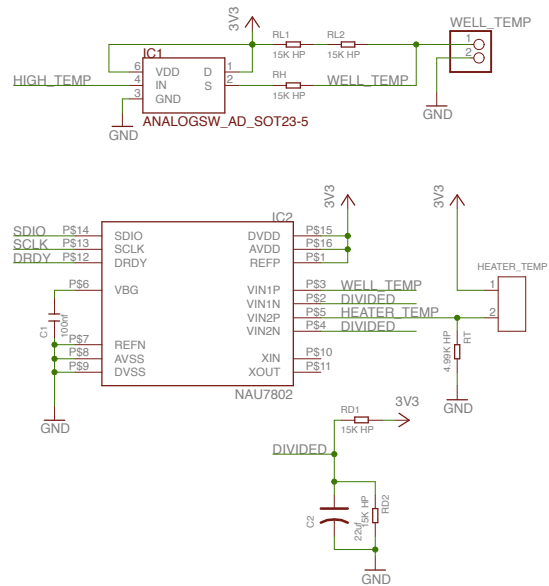 3V3
WELL_TEMP
RL1
RL2
15K HP
15K HP
1
2
IC1
6
VDD
D
1
HIGH_TEMP
4
IN
S
2
RH
WELL_TEMP
15K HP
3
GND
GND
GND
ANALOGSW_AD_SOT23-5
3V3
3V3
IC2
SDIO
P$14
SDIO
DVDD
P$15
SCLK
P$13
SCLK
AVDD
P$16
DRDY
P$12
DRDY
REFP
P$1
HEATER_TEMP
P$6
VBG
VIN1P
P$3
WELL_TEMP
1
VIN1N
P$2
DIVIDED
VIN2P
P$5
HEATER_TEMP
2
VIN2N
P$4
DIVIDED
C1
100nf
P$7
REFN
RT
4.99K HP
P$8
AVSS
XIN
P$10
P$9
DVSS
XOUT
P$11
NAU7802
GND
GND
RD1
3V3
15K HP
DIVIDED
C2
22uf
15K HP
RD2
GND